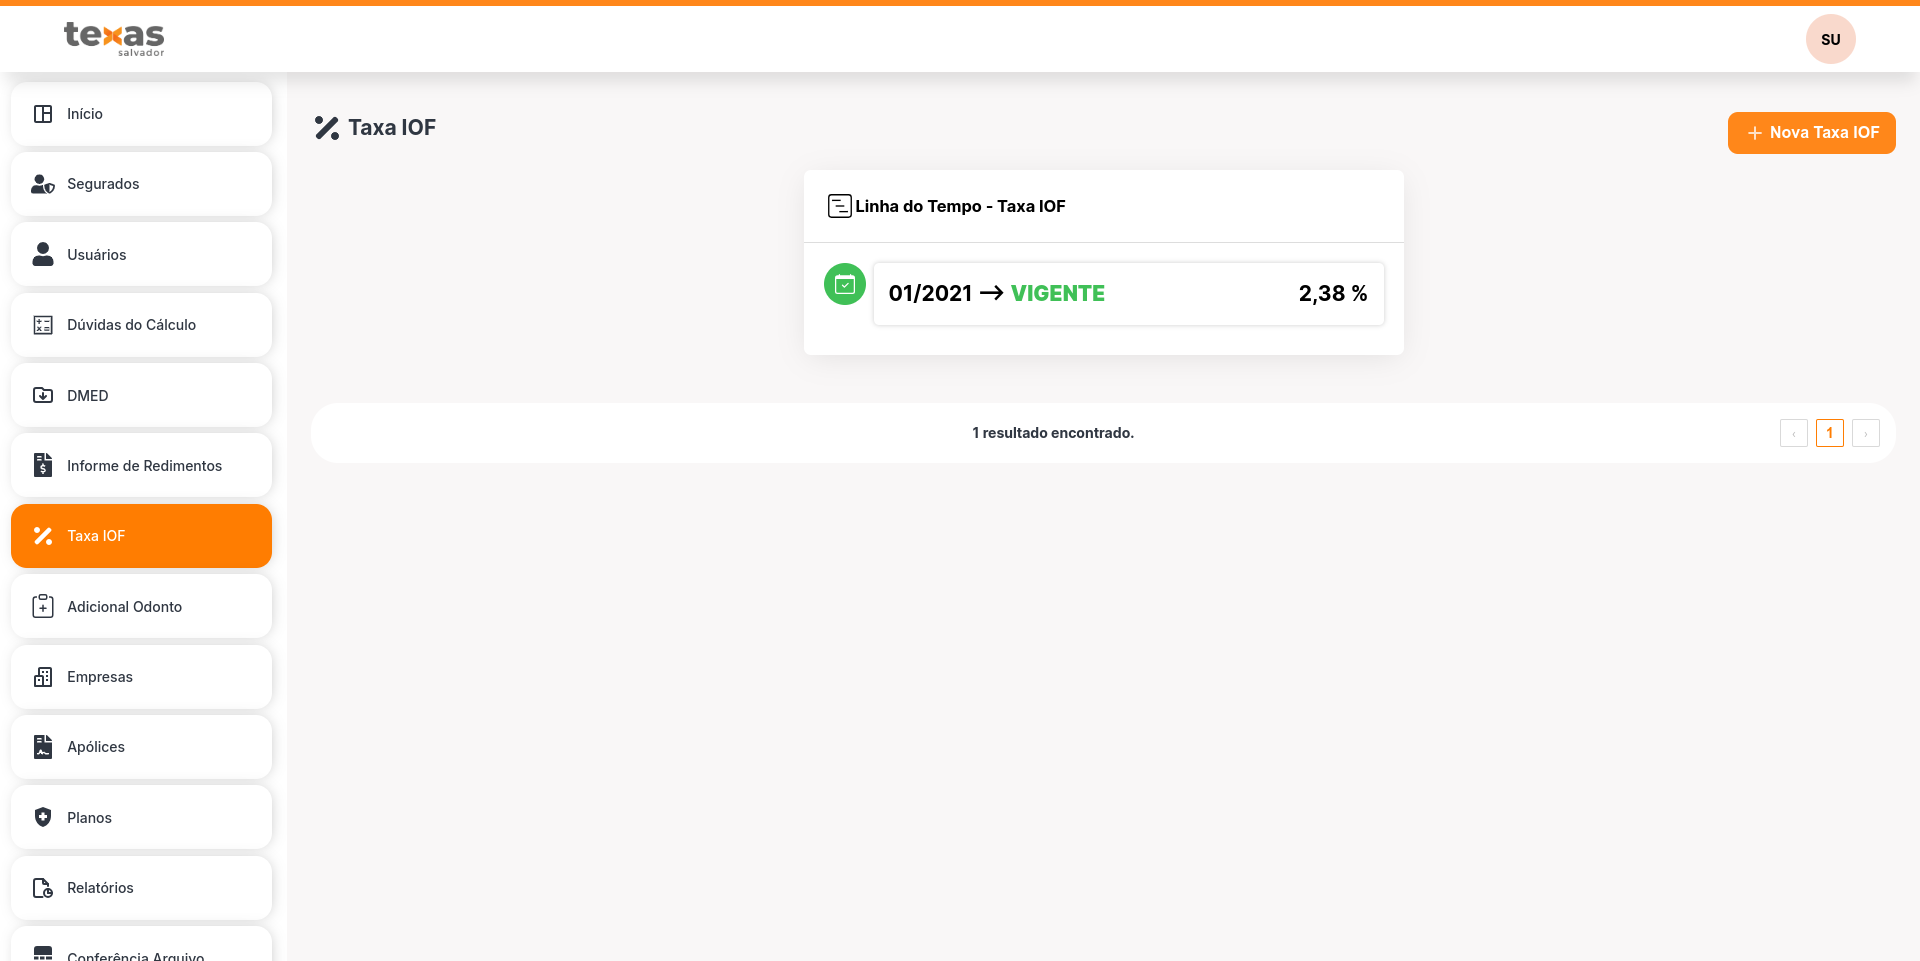 texas
salvador
SU
Início
Segurados
Usuários
Dúvidas do Cálculo
DMED
Informe de Redimentos
Taxa IOF
Adicional Odonto
Empresas
Apólices
Planos
Relatórios
Conferência Arquivo
Taxa IOF
+ Nova Taxa IOF
Linha do Tempo - Taxa IOF
01/2021 → VIGENTE 2,38 %
1 resultado encontrado.
‹ 1 ›